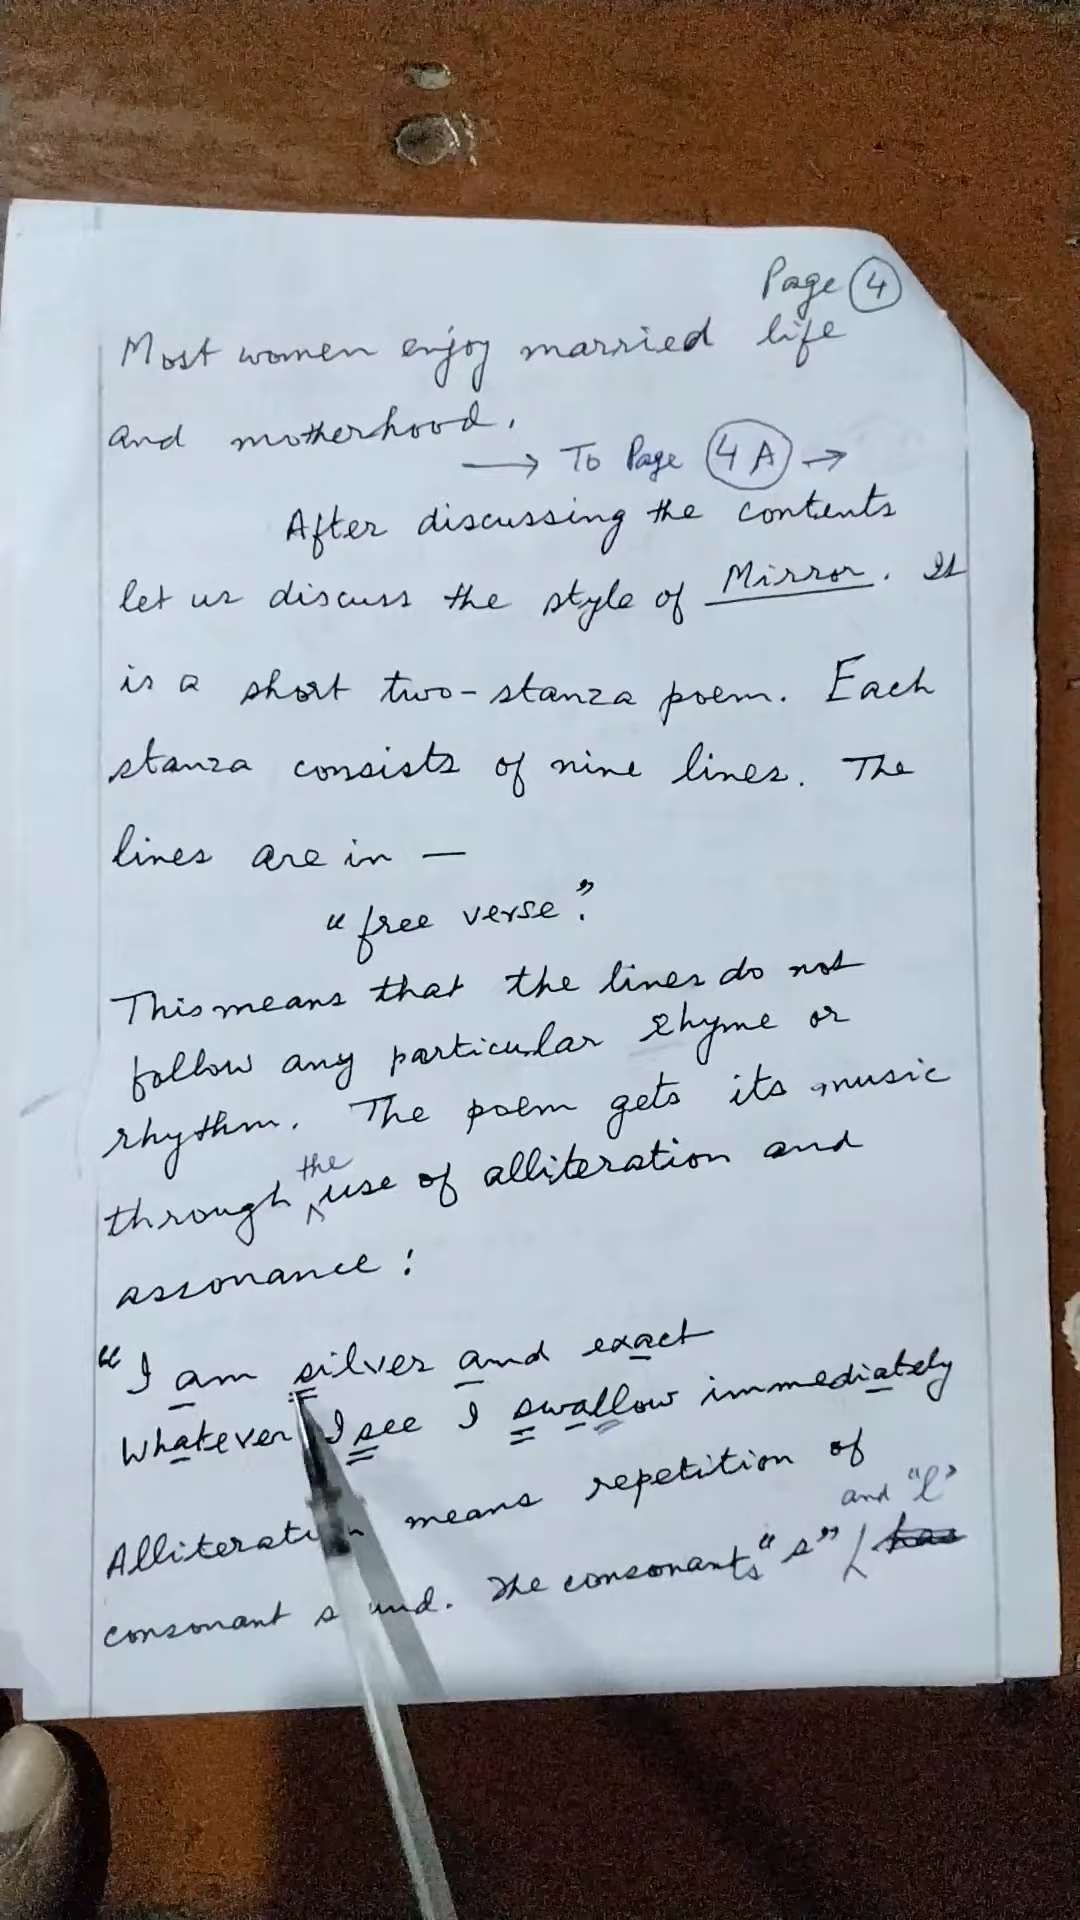 Page 4
Most women enjoy married life
and motherhood.
→ To Page 4A →
After discussing the contents
let us discuss the style of Mirror. It
is a short two-stanza poem. Each
stanza consists of nine lines. The
lines are in —
"free verse".
This means that the lines do not
follow any particular rhyme or
rhythm. The poem gets its music
through the use of alliteration and
assonance:
"I am silver and exact
Whatever I see I swallow immediately
Alliteration means repetition of
consonant sound. The consonants "s" and "l" has